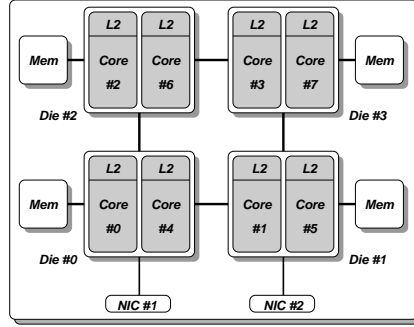 L2 L2 L2 L2
Mem Core Core Core Core Mem
#2 #6 #3 #7
Die #2 Die #3
L2 L2 L2 L2
Mem Core Core Core Core Mem
#0 #4 #1 #5
Die #0 Die #1
NIC #1 NIC #2